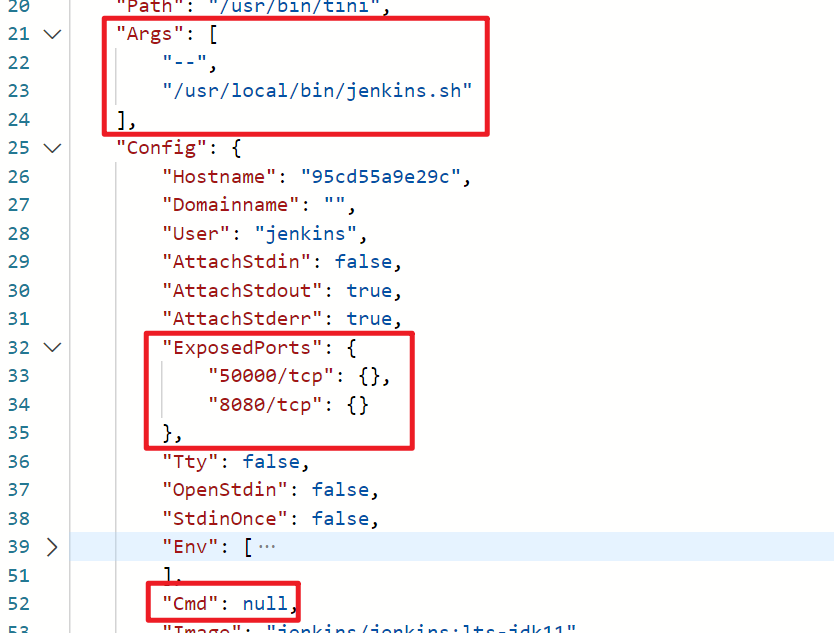 20 "Path": "/usr/bin/tini",
21 "Args": [
22 "--",
23 "/usr/local/bin/jenkins.sh"
24 ],
25 "Config": {
26 "Hostname": "95cd55a9e29c",
27 "Domainname": "",
28 "User": "jenkins",
29 "AttachStdin": false,
30 "AttachStdout": true,
31 "AttachStderr": true,
32 "ExposedPorts": {
33 "50000/tcp": {},
34 "8080/tcp": {}
35 },
36 "Tty": false,
37 "OpenStdin": false,
38 "StdinOnce": false,
39 "Env": [ ···
51 ],
52 "Cmd": null,
53 "Image": "jenkins/jenkins:lts-jdk11"